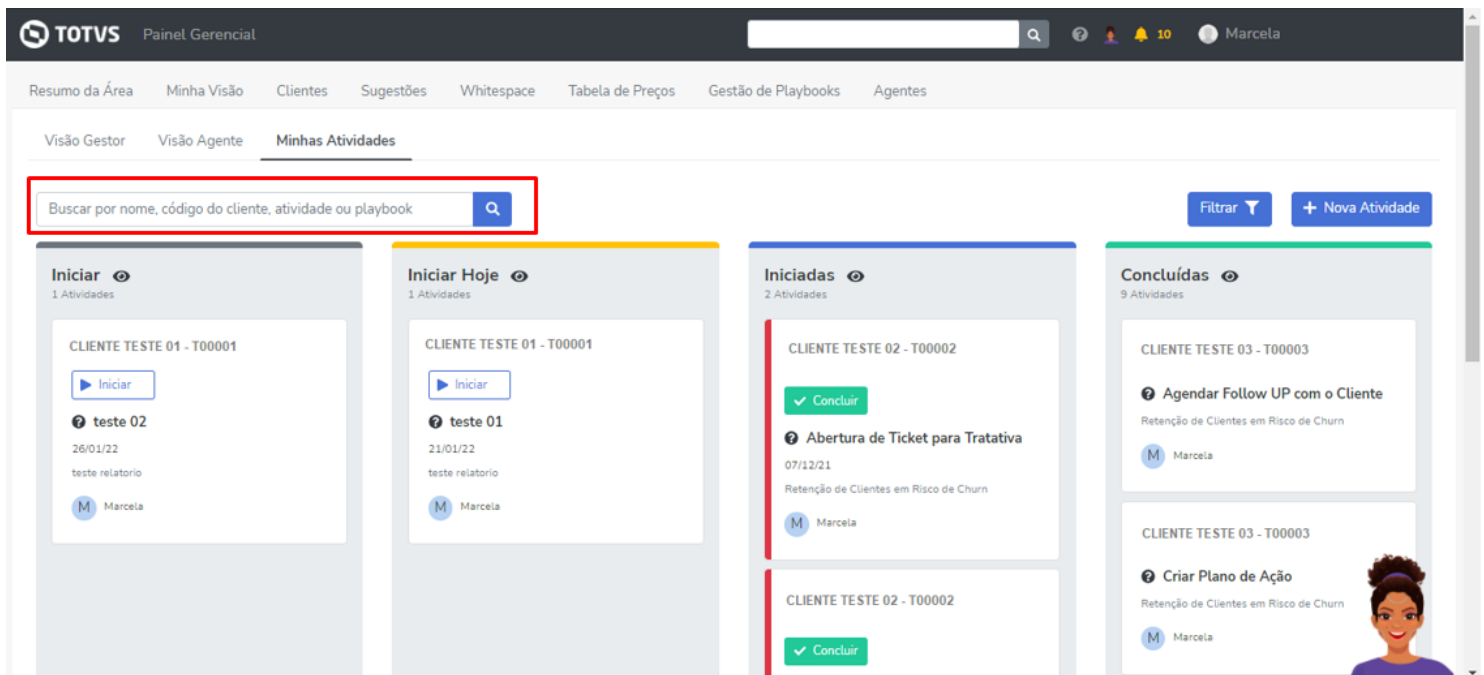 TOTVS Painel Gerencial 10 Marcela
Resumo da Área Minha Visão Clientes Sugestões Whitespace Tabela de Preços Gestão de Playbooks Agentes
Visão Gestor Visão Agente Minhas Atividades
Buscar por nome, código do cliente, atividade ou playbook
Filtrar + Nova Atividade
Iniciar
1 Atividades
CLIENTE TESTE 01 - T00001
Iniciar
teste 02
26/01/22
teste relatorio
M Marcela
Iniciar Hoje
1 Atividades
CLIENTE TESTE 01 - T00001
Iniciar
teste 01
21/01/22
teste relatorio
M Marcela
Iniciadas
2 Atividades
CLIENTE TESTE 02 - T00002
Concluir
Abertura de Ticket para Tratativa
07/12/21
Retenção de Clientes em Risco de Churn
M Marcela
CLIENTE TESTE 02 - T00002
Concluir
Concluídas
9 Atividades
CLIENTE TESTE 03 - T00003
Agendar Follow UP com o Cliente
Retenção de Clientes em Risco de Churn
M Marcela
CLIENTE TESTE 03 - T00003
Criar Plano de Ação
Retenção de Clientes em Risco de Churn
M Marcela